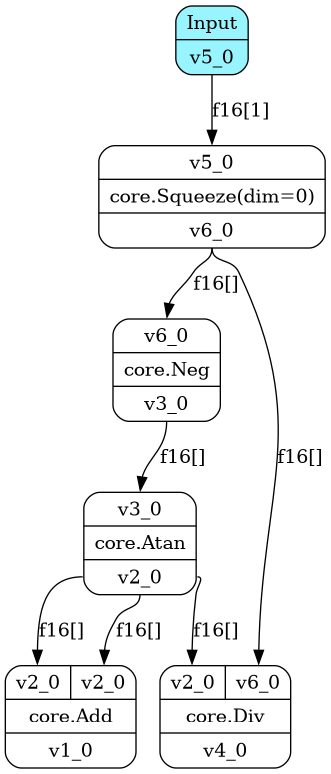 Input
v5_0
f16[1]
v5_0
core.Squeeze(dim=0)
v6_0
f16[]
v6_0
core.Neg
v3_0
f16[]
f16[]
v3_0
core.Atan
v2_0
f16[] f16[] f16[]
v2_0 v2_0 v2_0 v6_0
core.Add core.Div
v1_0 v4_0